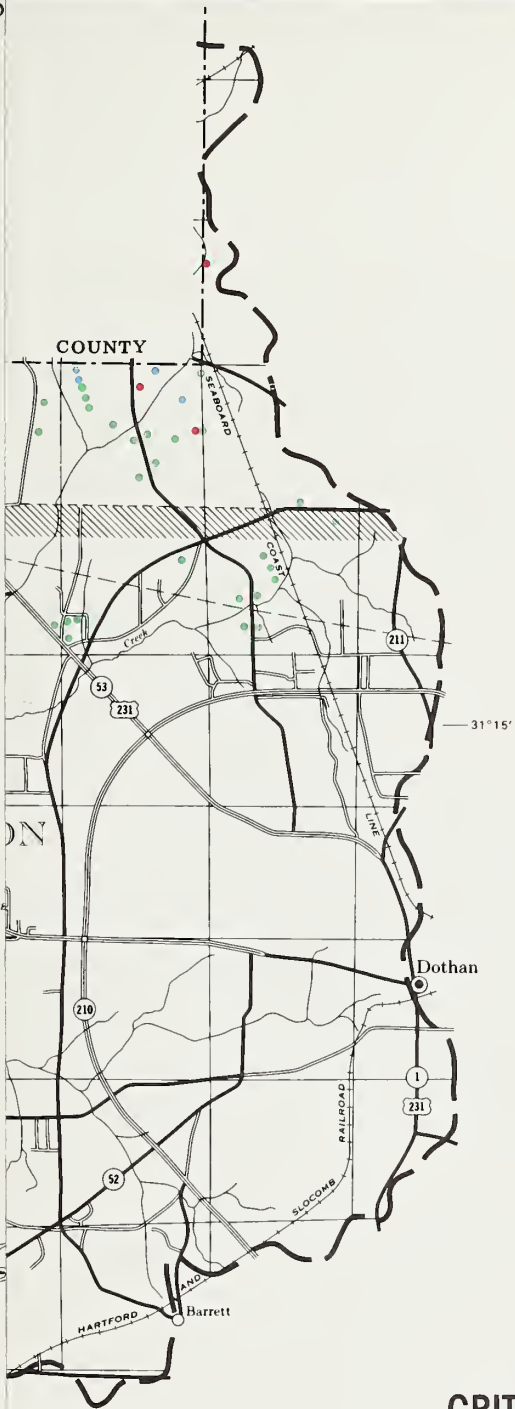 COUNTY
SEABOARD
COAST
Creek
211
53
231
31°15'
LINE
ON
Dothan
210
1
231
RAILROAD
52
SLOCOMB
AND
Barrett
HARTFORD